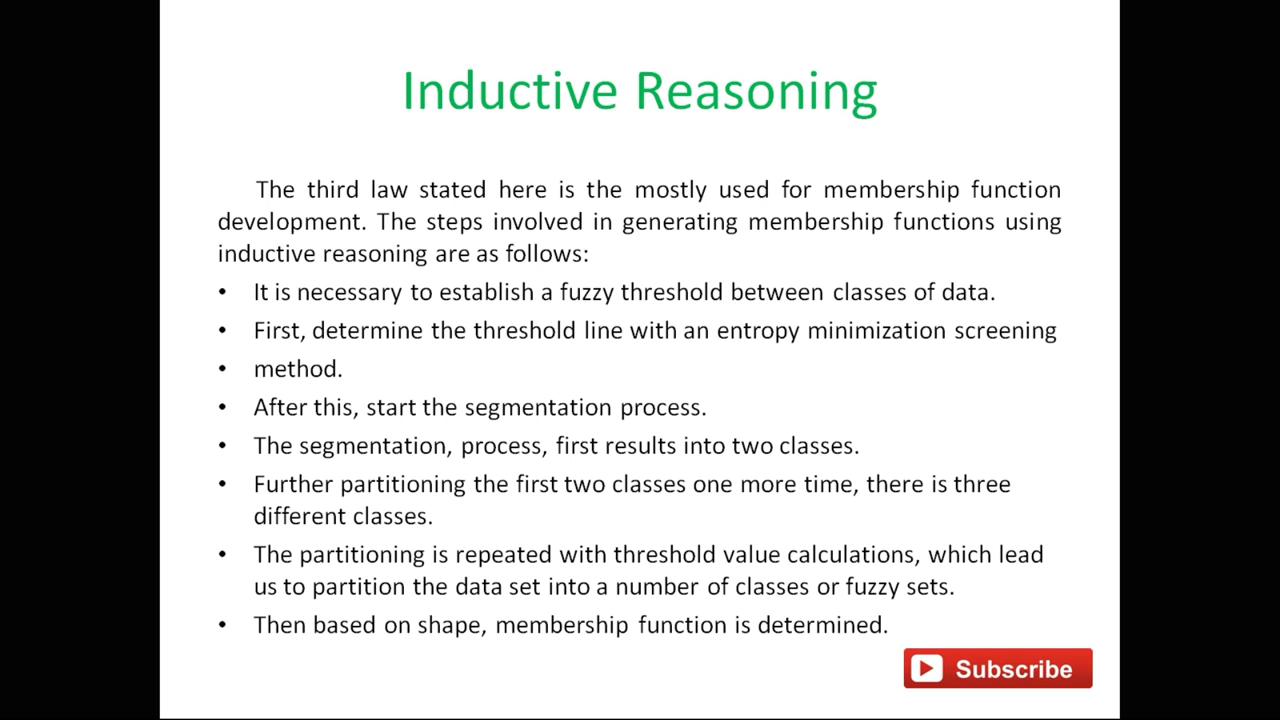 Inductive Reasoning
The third law stated here is the mostly used for membership function
development. The steps involved in generating membership functions using
inductive reasoning are as follows:
• It is necessary to establish a fuzzy threshold between classes of data.
• First, determine the threshold line with an entropy minimization screening
• method.
• After this, start the segmentation process.
• The segmentation, process, first results into two classes.
• Further partitioning the first two classes one more time, there is three
different classes.
• The partitioning is repeated with threshold value calculations, which lead
us to partition the data set into a number of classes or fuzzy sets.
• Then based on shape, membership function is determined.
Subscribe